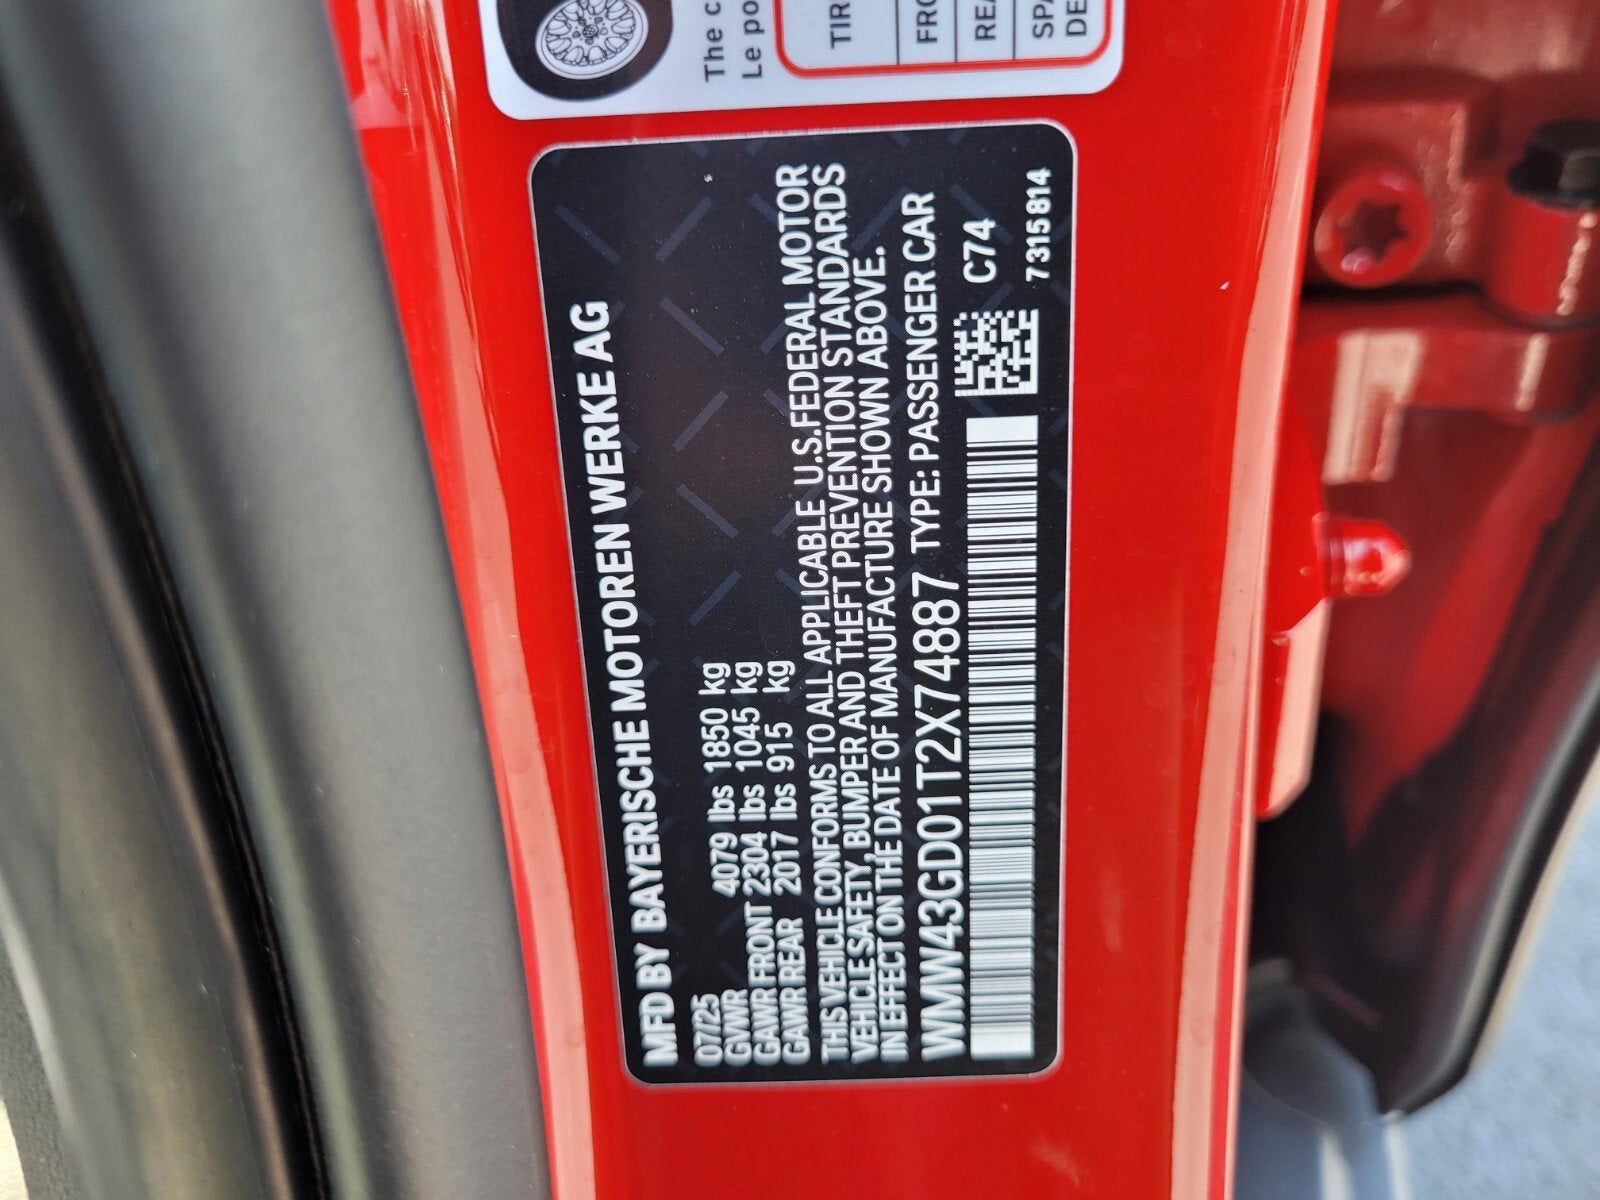 The c
Le po
TIR
FRO
REA
SPA
DE
MFD BY BAYERISCHE MOTOREN WERKE AG
07/25
GVWR 4079 lbs 1850 kg
GAWR FRONT 2304 lbs 1045 kg
GAWR REAR 2017 lbs 915 kg
THIS VEHICLE CONFORMS TO ALL APPLICABLE U.S.FEDERAL MOTOR
VEHICLE SAFETY, BUMPER AND THEFT PREVENTION STANDARDS
IN EFFECT ON THE DATE OF MANUFACTURE SHOWN ABOVE.
WMW43GD01T2X74887 TYPE: PASSENGER CAR
C74
7315814